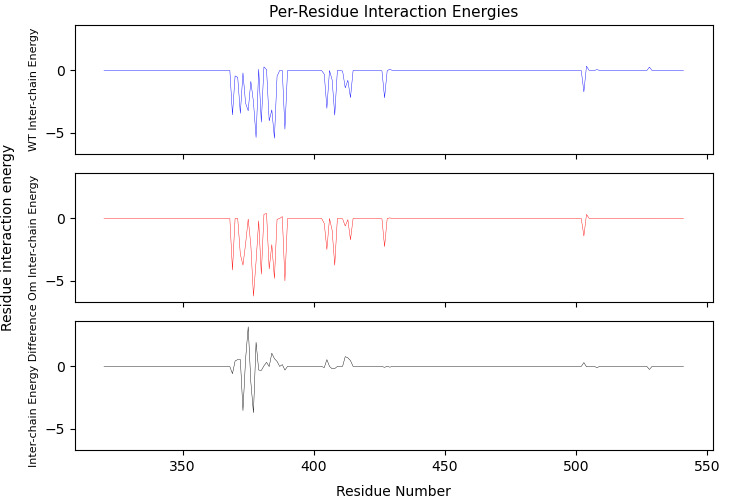 Per-Residue Interaction Energies
Residue interaction energy
WT Inter-chain Energy
0
−5
Om Inter-chain Energy
0
−5
Inter-chain Energy Difference
0
−5
350
400
450
500
550
Residue Number